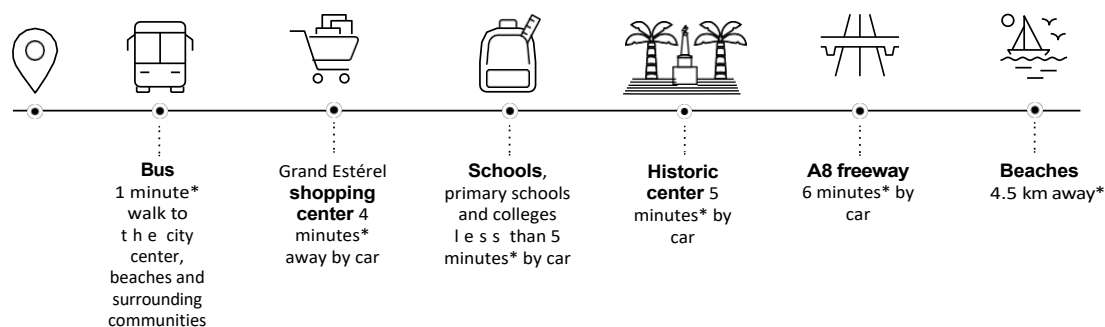 Bus
1 minute*
walk to
t h e city
center,
beaches and
surrounding
communities
Grand Estérel
shopping
center 4
minutes*
away by car
Schools,
primary schools
and colleges
l e s s than 5
minutes* by car
Historic
center 5
minutes* by
car
A8 freeway
6 minutes* by
car
Beaches
4.5 km away*